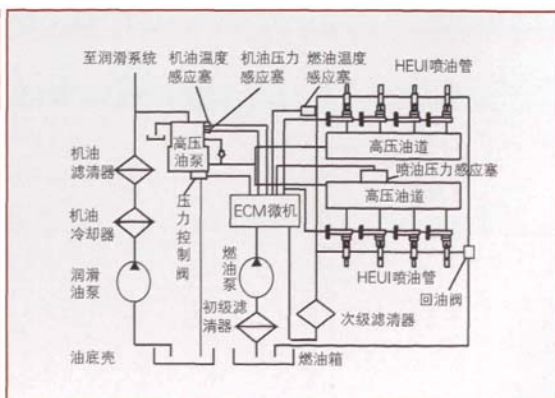 至润滑系统
机油温度
感应塞
机油压力
感应塞
燃油温度
感应塞
HEUI喷油管
高压
油泵
高压油道
喷油压力感应塞
高压油道
机油
滤清器
机油
冷却器
压力控制阀
ECM微机
润滑
油泵
燃油泵
初级滤
清器
HEUI喷油管
回油阀
次级滤清器
油底壳
燃油箱